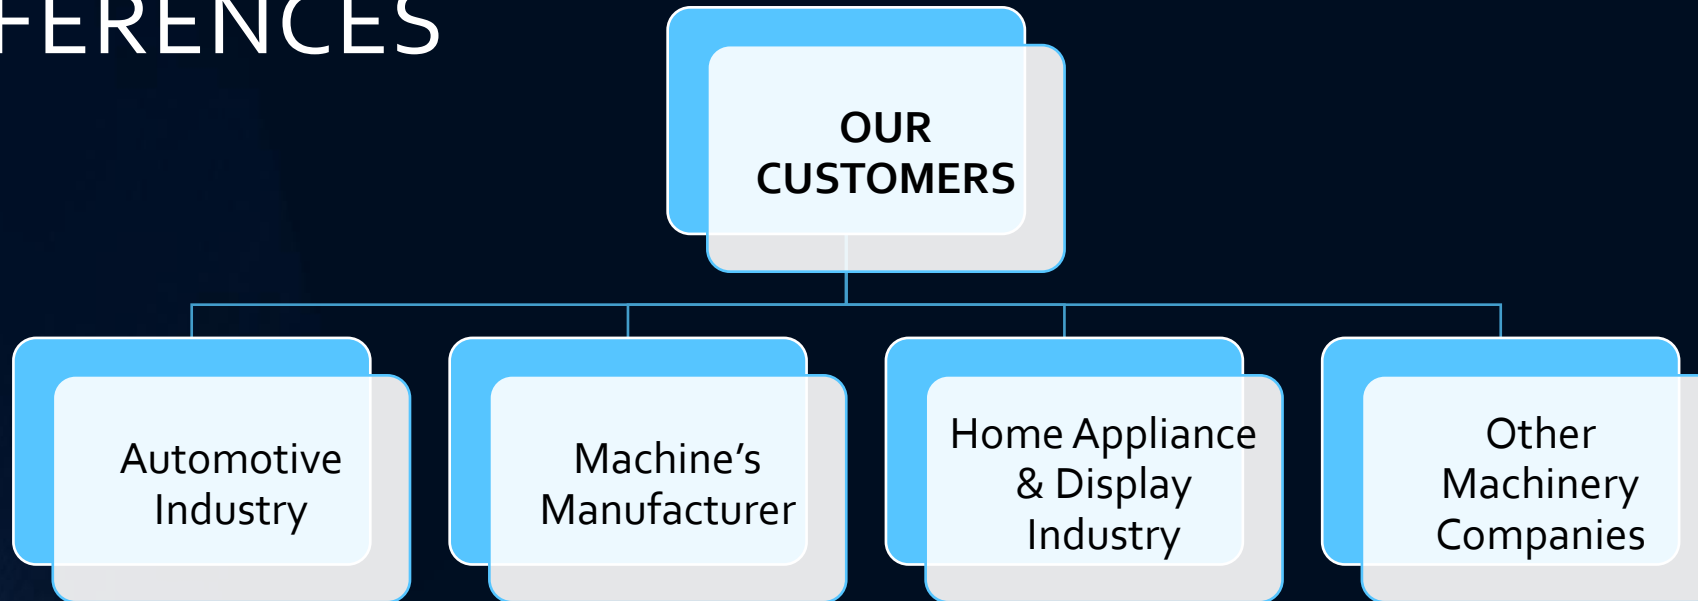 FERENCES
OUR
CUSTOMERS
Automotive
Industry
Machine’s
Manufacturer
Home Appliance
& Display
Industry
Other
Machinery
Companies